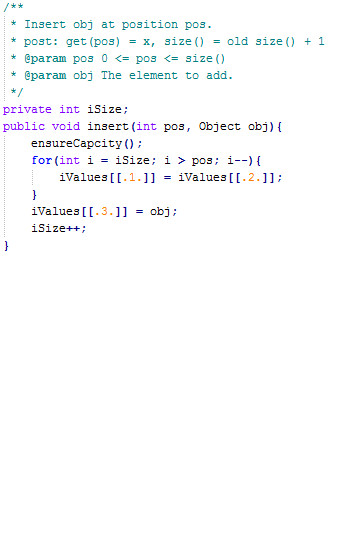 /**
 * Insert obj at position pos.
 * post: get(pos) = x, size() = old size() + 1
 * @param pos 0 <= pos <= size()
 * @param obj The element to add.
 */
private int iSize;
public void insert(int pos, Object obj){
    ensureCapcity();
    for(int i = iSize; i > pos; i--){
        iValues[[.1.]] = iValues[[.2.]];
    }
    iValues[[.3.]] = obj;
    iSize++;
}